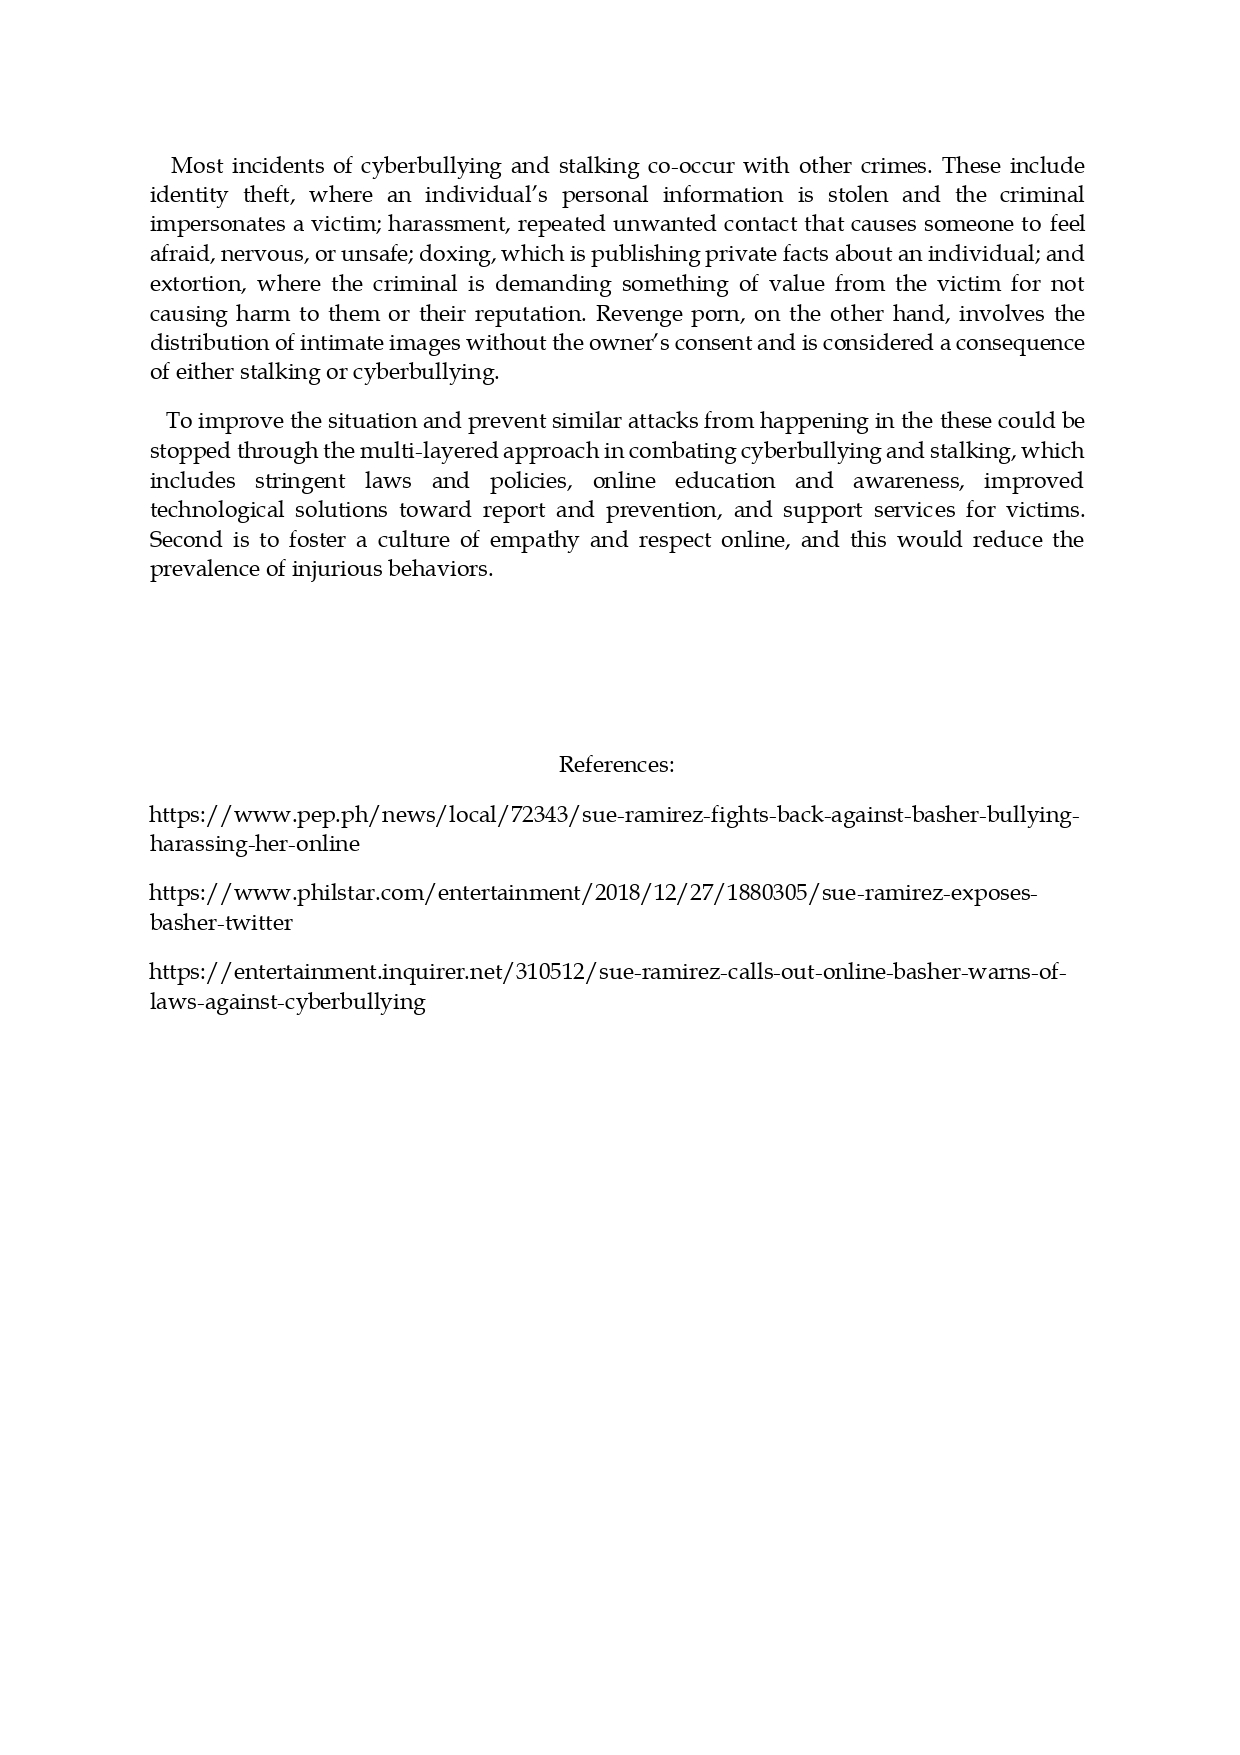 Most incidents of cyberbullying and stalking co-occur with other crimes. These include
identity theft, where an individual’s personal information is stolen and the criminal
impersonates a victim; harassment, repeated unwanted contact that causes someone to feel
afraid, nervous, or unsafe; doxing, which is publishing private facts about an individual; and
extortion, where the criminal is demanding something of value from the victim for not
causing harm to them or their reputation. Revenge porn, on the other hand, involves the
distribution of intimate images without the owner’s consent and is considered a consequence
of either stalking or cyberbullying.
To improve the situation and prevent similar attacks from happening in the these could be
stopped through the multi-layered approach in combating cyberbullying and stalking, which
includes stringent laws and policies, online education and awareness, improved
technological solutions toward report and prevention, and support services for victims.
Second is to foster a culture of empathy and respect online, and this would reduce the
prevalence of injurious behaviors.
References:
https://www.pep.ph/news/local/72343/sue-ramirez-fights-back-against-basher-bullying-
harassing-her-online
https://www.philstar.com/entertainment/2018/12/27/1880305/sue-ramirez-exposes-
basher-twitter
https://entertainment.inquirer.net/310512/sue-ramirez-calls-out-online-basher-warns-of-
laws-against-cyberbullying